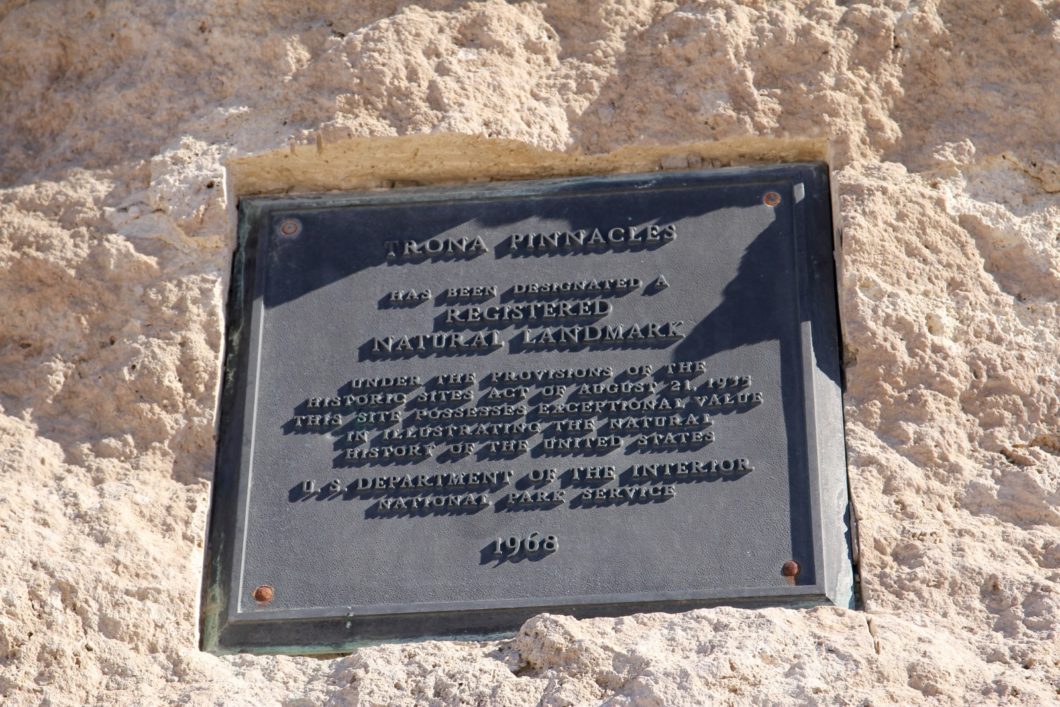 TRONA PINNACLES
HAS BEEN DESIGNATED A
REGISTERED
NATURAL LANDMARK
UNDER THE PROVISIONS OF THE
HISTORIC SITES ACT OF AUGUST 21, 1935
THIS SITE POSSESSES EXCEPTIONAL VALUE
IN ILLUSTRATING THE NATURAL
HISTORY OF THE UNITED STATES
U.S. DEPARTMENT OF THE INTERIOR
NATIONAL PARK SERVICE
1968